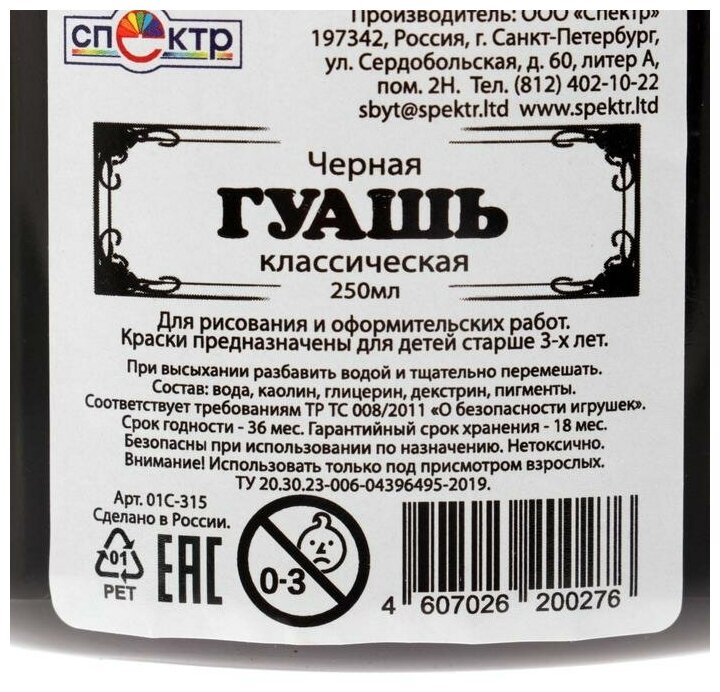 спектр
Производитель: ООО «Спектр»
197342, Россия, г. Санкт-Петербург,
ул. Сердобольская, д. 60, литер А,
пом. 2Н. Тел. (812) 402-10-22
sbyt@spektr.ltd www.spektr.ltd
Черная
ГУАШЬ
классическая
250мл
Для рисования и оформительских работ.
Краски предназначены для детей старше 3-х лет.
При высыхании разбавить водой и тщательно перемешать.
Состав: вода, каолин, глицерин, декстрин, пигменты.
Соответствует требованиям ТР ТС 008/2011 «О безопасности игрушек».
Срок годности - 36 мес. Гарантийный срок хранения - 18 мес.
Безопасны при использовании по назначению. Нетоксично.
Внимание! Использовать только под присмотром взрослых.
ТУ 20.30.23-006-04396495-2019.
Арт. 01С-315
Сделано в России.
01
PET
ЕАС
0-3
4 607026 200276